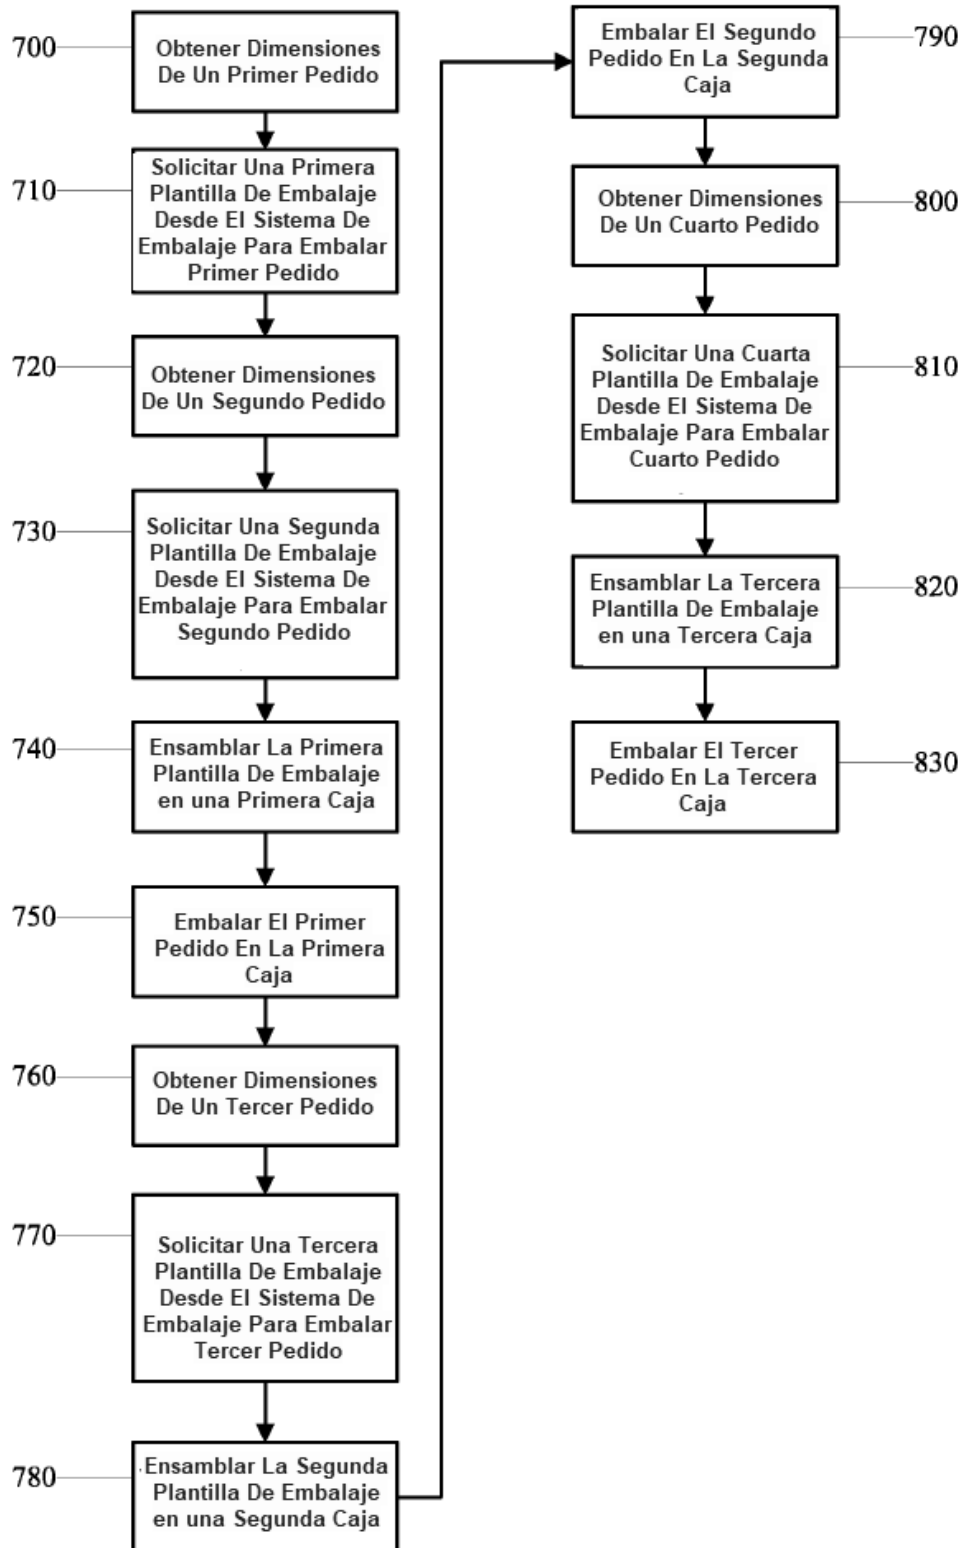 700
Obtener Dimensiones
De Un Primer Pedido
710
Solicitar Una Primera
Plantilla De Embalaje
Desde El Sistema De
Embalaje Para Embalar
Primer Pedido
720
Obtener Dimensiones
De Un Segundo Pedido
730
Solicitar Una Segunda
Plantilla De Embalaje
Desde El Sistema De
Embalaje Para Embalar
Segundo Pedido
740
Ensamblar La Primera
Plantilla De Embalaje
en una Primera Caja
750
Embalar El Primer
Pedido En La Primera
Caja
760
Obtener Dimensiones
De Un Tercer Pedido
770
Solicitar Una Tercera
Plantilla De Embalaje
Desde El Sistema De
Embalaje Para Embalar
Tercer Pedido
780
Ensamblar La Segunda
Plantilla De Embalaje
en una Segunda Caja
790
Embalar El Segundo
Pedido En La Segunda
Caja
800
Obtener Dimensiones
De Un Cuarto Pedido
810
Solicitar Una Cuarta
Plantilla De Embalaje
Desde El Sistema De
Embalaje Para Embalar
Cuarto Pedido
820
Ensamblar La Tercera
Plantilla De Embalaje
en una Tercera Caja
830
Embalar El Tercer
Pedido En La Tercera
Caja